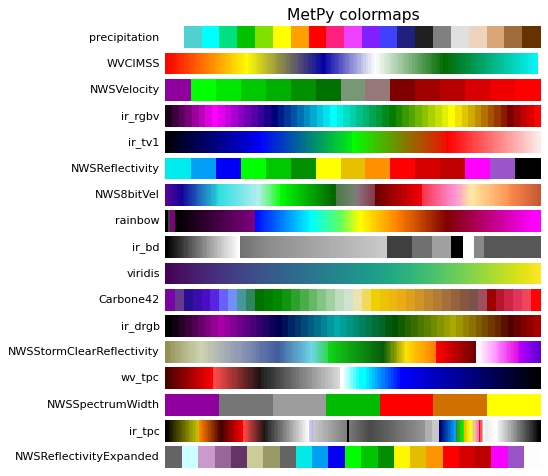 MetPy colormaps
precipitation
WVCIMSS
NWSVelocity
ir_rgbv
ir_tv1
NWSReflectivity
NWS8bitVel
rainbow
ir_bd
viridis
Carbone42
ir_drgb
NWSStormClearReflectivity
wv_tpc
NWSSpectrumWidth
ir_tpc
NWSReflectivityExpanded